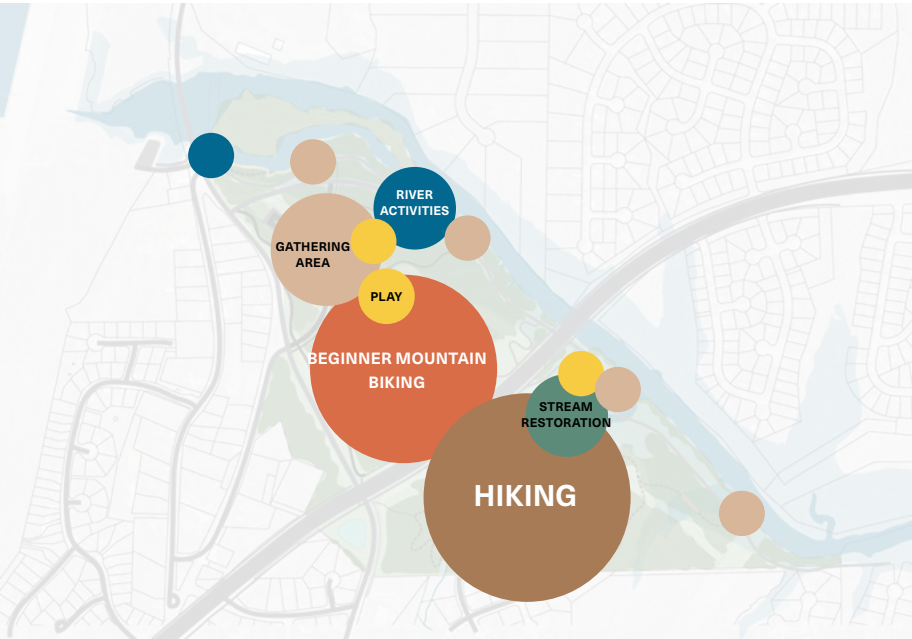 RIVER
ACTIVITIES
GATHERING
AREA
PLAY
BEGINNER MOUNTAIN
BIKING
STREAM
RESTORATION
HIKING